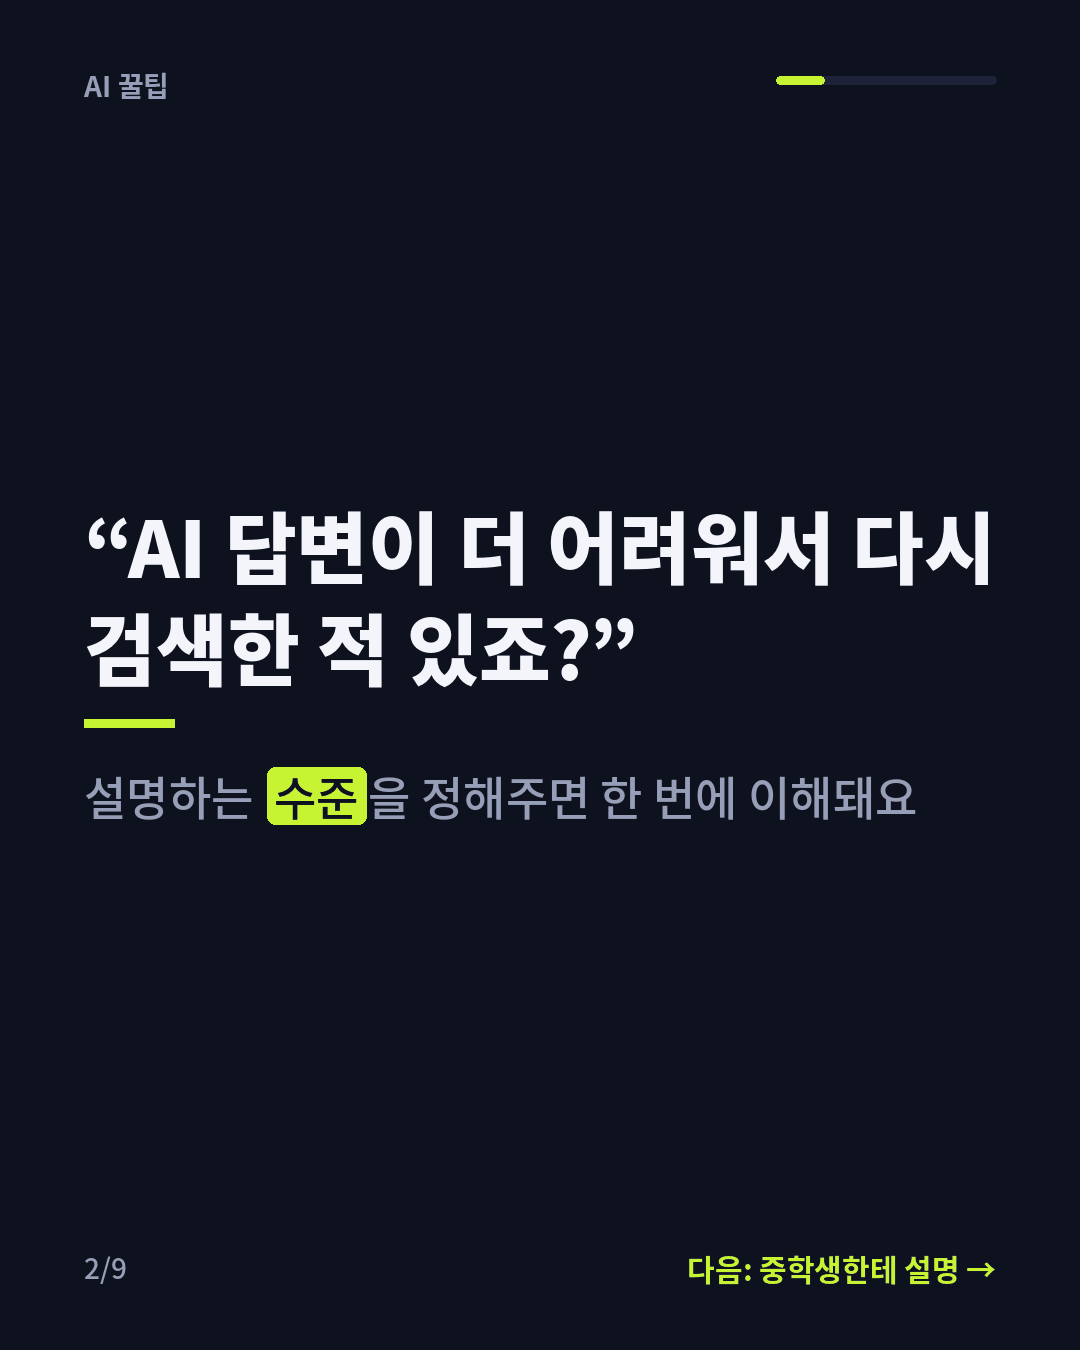 AI 꿀팁
“AI 답변이 더 어려워서 다시
검색한 적 있죠?”
설명하는 수준을 정해주면 한 번에 이해돼요
2/9
다음: 중학생한테 설명 →